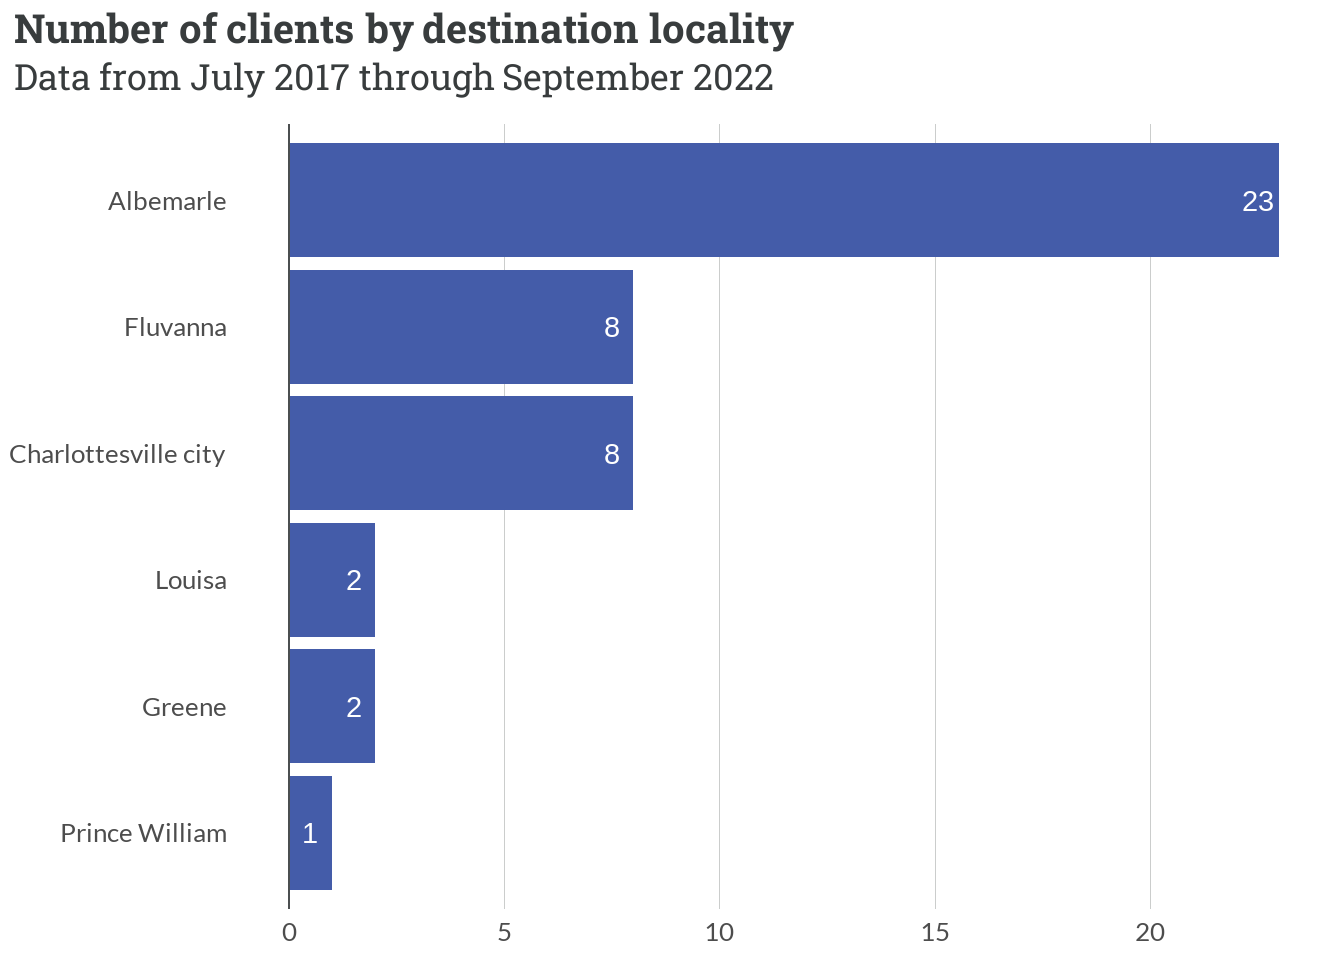 Number of clients by destination locality
Data from July 2017 through September 2022
Albemarle
23
Fluvanna
8
Charlottesville city
8
Louisa
2
Greene
2
Prince William
1
0 5 10 15 20